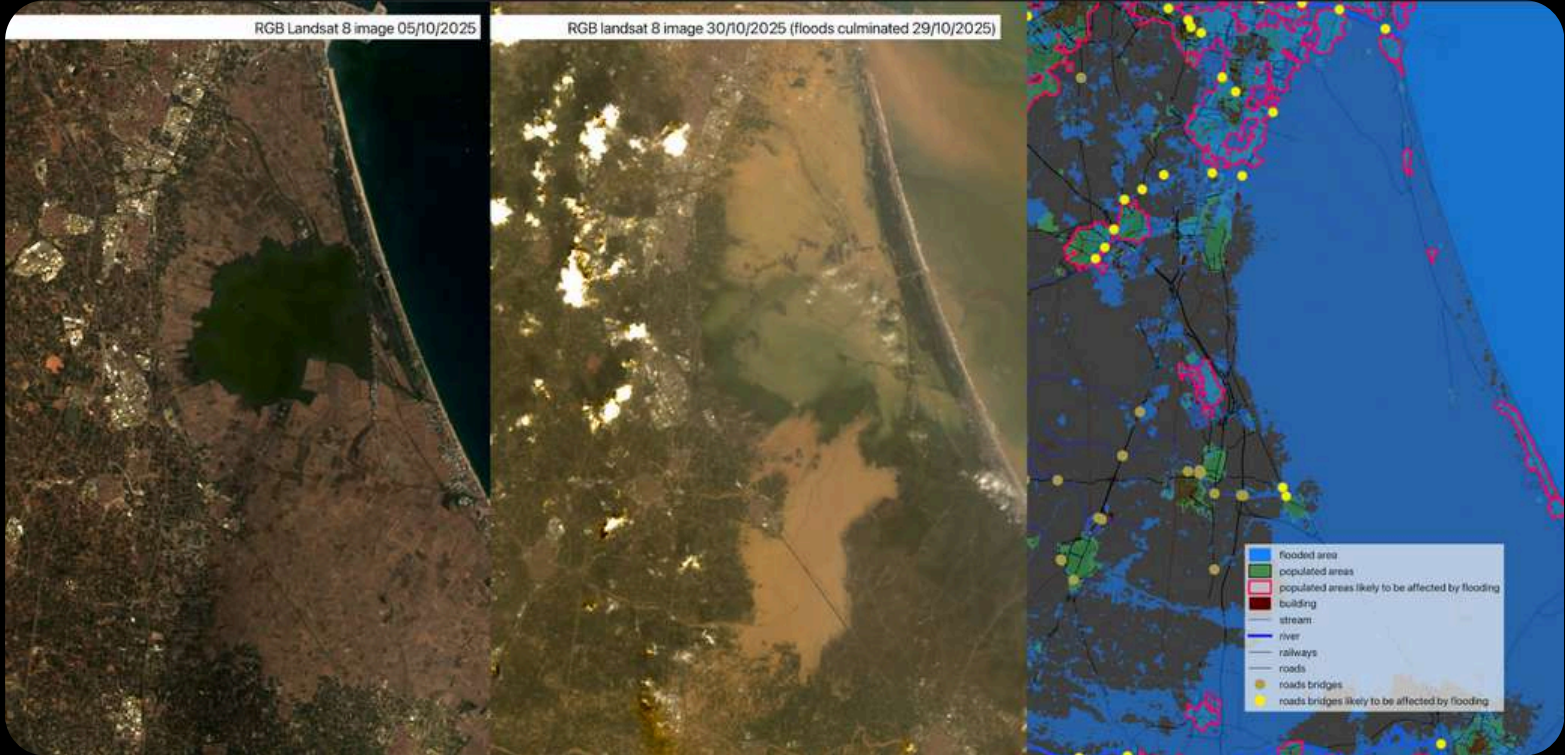 RGB Landsat 8 image 05/10/2025
RGB landsat 8 image 30/10/2025 (floods culminated 29/10/2025)
flooded area
populated areas
populated areas likely to be affected by flooding
building
stream
river
railways
roads
roads bridges
roads bridges likely to be affected by flooding